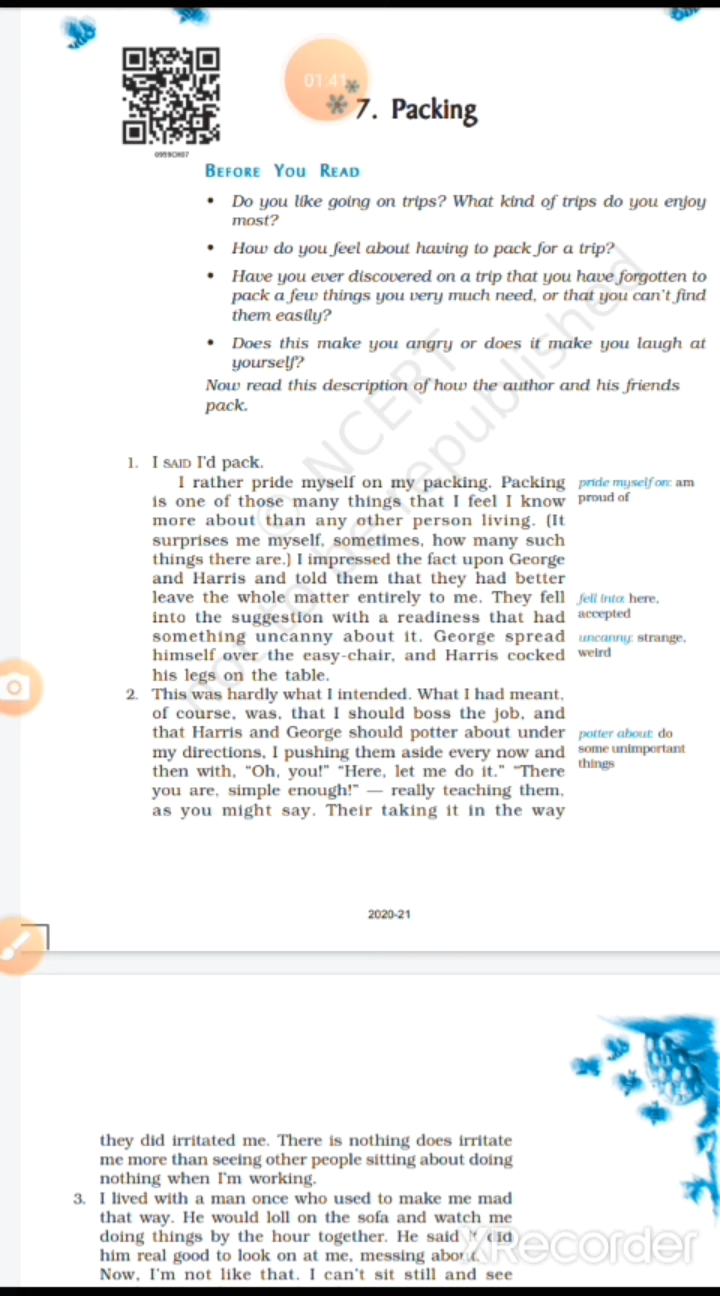 0959CH07
01:41
7. Packing
BEFORE YOU READ
• Do you like going on trips? What kind of trips do you enjoy
most?
• How do you feel about having to pack for a trip?
• Have you ever discovered on a trip that you have forgotten to
pack a few things you very much need, or that you can't find
them easily?
• Does this make you angry or does it make you laugh at
yourself?
Now read this description of how the author and his friends
pack.
1. I SAID I'd pack.
I rather pride myself on my packing. Packing
is one of those many things that I feel I know
more about than any other person living. (It
surprises me myself, sometimes, how many such
things there are.) I impressed the fact upon George
and Harris and told them that they had better
leave the whole matter entirely to me. They fell
into the suggestion with a readiness that had
something uncanny about it. George spread
himself over the easy-chair, and Harris cocked
his legs on the table.
pride myself on: am
proud of
fell into: here,
accepted
uncanny: strange,
weird
2. This was hardly what I intended. What I had meant,
of course, was, that I should boss the job, and
that Harris and George should potter about under
my directions, I pushing them aside every now and
then with, “Oh, you!” “Here, let me do it.” “There
you are, simple enough!” — really teaching them,
as you might say. Their taking it in the way
potter about: do
some unimportant
things
© NCERT
not to be republished
2020-21
they did irritated me. There is nothing does irritate
me more than seeing other people sitting about doing
nothing when I'm working.
3. I lived with a man once who used to make me mad
that way. He would loll on the sofa and watch me
doing things by the hour together. He said it did
him real good to look on at me, messing about.
Now, I'm not like that. I can't sit still and see
XRecorder